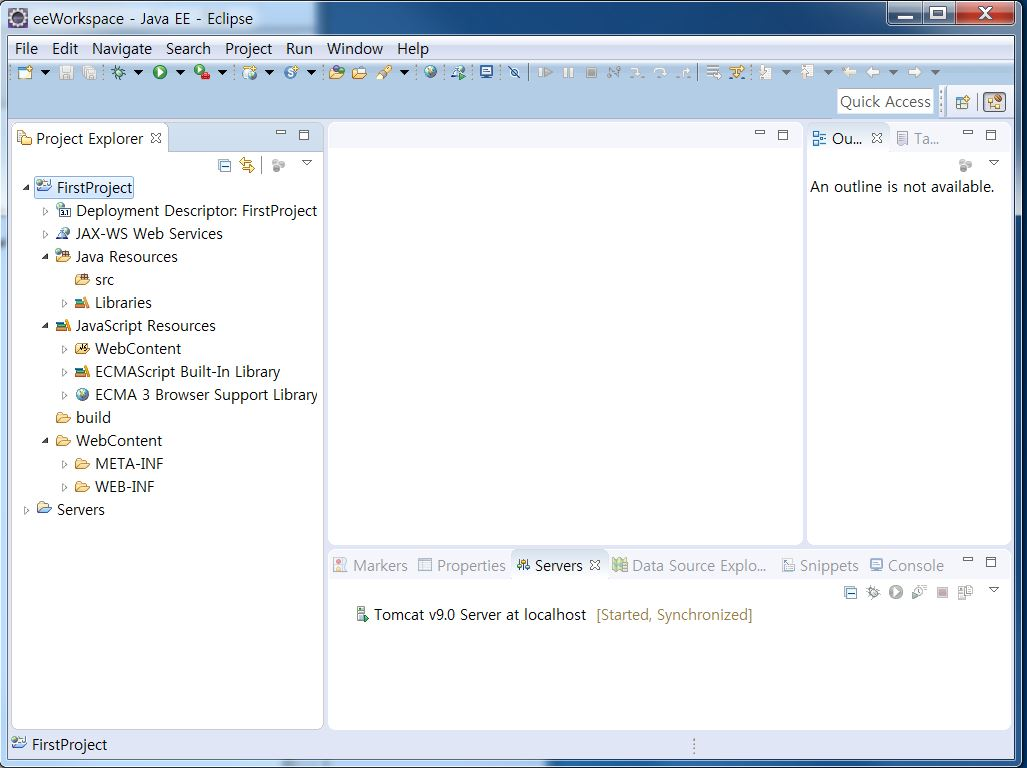 eeWorkspace - Java EE - Eclipse
File Edit Navigate Search Project Run Window Help
Quick Access
Project Explorer
Ou...
Ta...
An outline is not available.
FirstProject
3.1
Deployment Descriptor: FirstProject
JAX-WS Web Services
Java Resources
src
Libraries
JavaScript Resources
WebContent
ECMAScript Built-In Library
ECMA 3 Browser Support Library
build
WebContent
META-INF
WEB-INF
Servers
Markers Properties Servers Data Source Explo... Snippets Console
Tomcat v9.0 Server at localhost [Started, Synchronized]
FirstProject